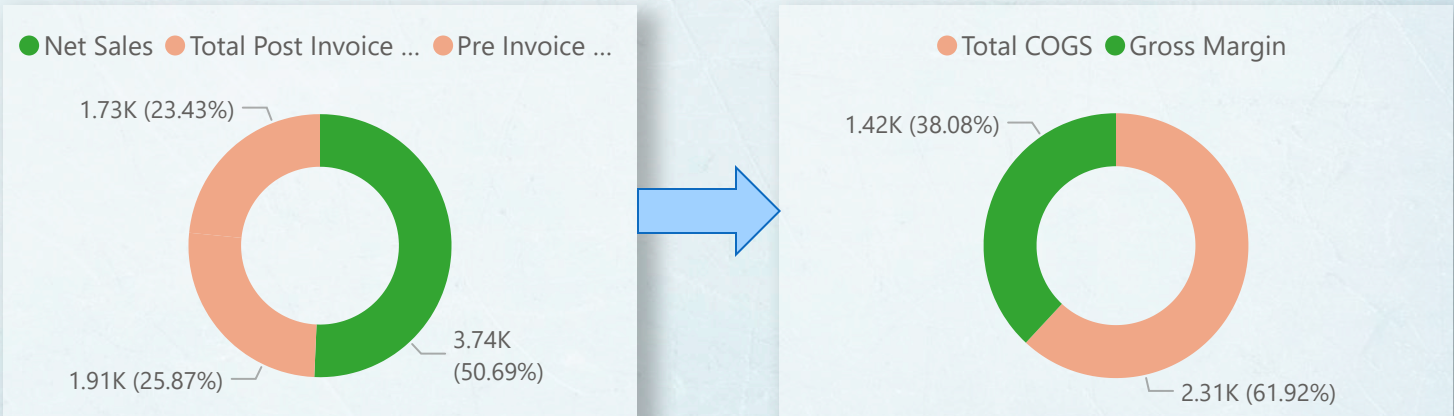 Net Sales Total Post Invoice ... Pre Invoice ...
1.73K (23.43%)
3.74K
(50.69%)
1.91K (25.87%)
Total COGS Gross Margin
1.42K (38.08%)
2.31K (61.92%)